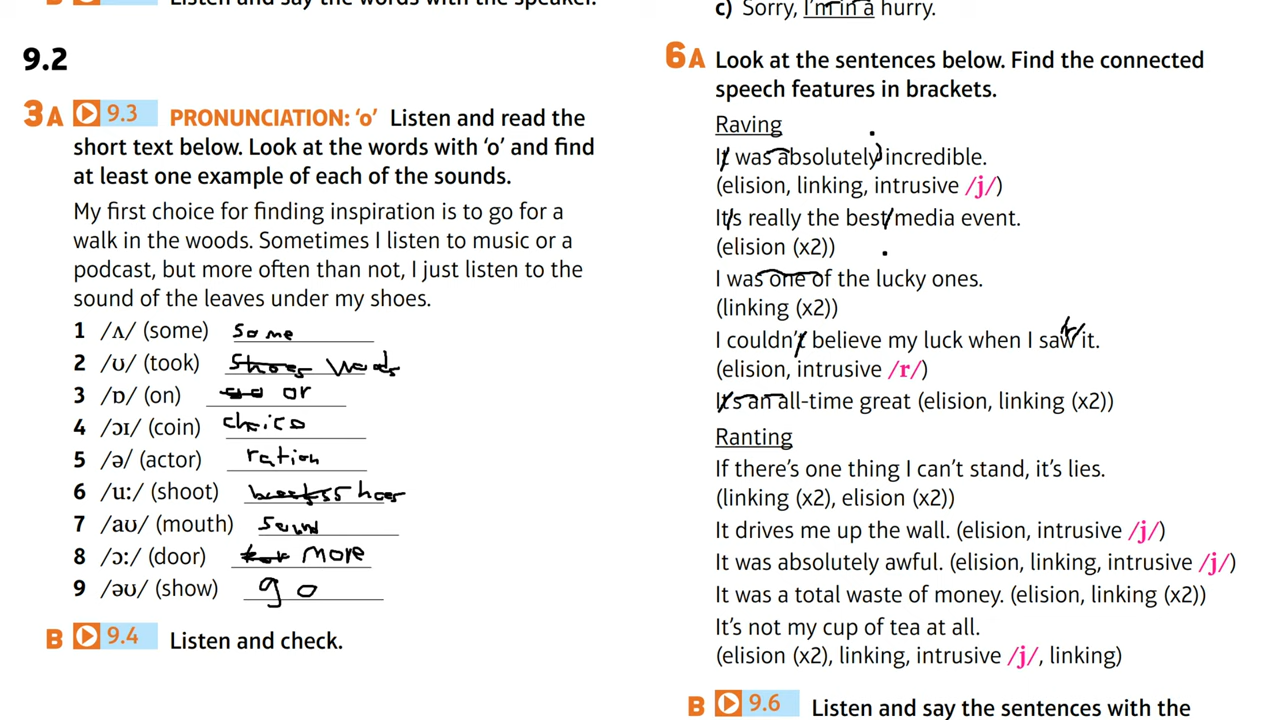 Listen and say the words with the speaker.
9.2
3A 9.3 PRONUNCIATION: ‘o’ Listen and read the
short text below. Look at the words with ‘o’ and find
at least one example of each of the sounds.
My first choice for finding inspiration is to go for a
walk in the woods. Sometimes I listen to music or a
podcast, but more often than not, I just listen to the
sound of the leaves under my shoes.
1 /ʌ/ (some) some
2 /ʊ/ (took) shoes woods
3 /ɒ/ (on) or
4 /ɔɪ/ (coin) choice
5 /ə/ (actor) ration
6 /u:/ (shoot) shoes
7 /aʊ/ (mouth) sound
8 /ɔ:/ (door) more
9 /əʊ/ (show) go
B 9.4 Listen and check.
c) Sorry, I’m in a hurry.
6A Look at the sentences below. Find the connected
speech features in brackets.
Raving
It was absolutely incredible.
(elision, linking, intrusive /j/)
It’s really the best media event.
(elision (x2))
I was one of the lucky ones.
(linking (x2))
I couldn’t believe my luck when I saw it.
(elision, intrusive /r/)
It’s an all-time great (elision, linking (x2))
Ranting
If there’s one thing I can’t stand, it’s lies.
(linking (x2), elision (x2))
It drives me up the wall. (elision, intrusive /j/)
It was absolutely awful. (elision, linking, intrusive /j/)
It was a total waste of money. (elision, linking (x2))
It’s not my cup of tea at all.
(elision (x2), linking, intrusive /j/, linking)
B 9.6 Listen and say the sentences with the